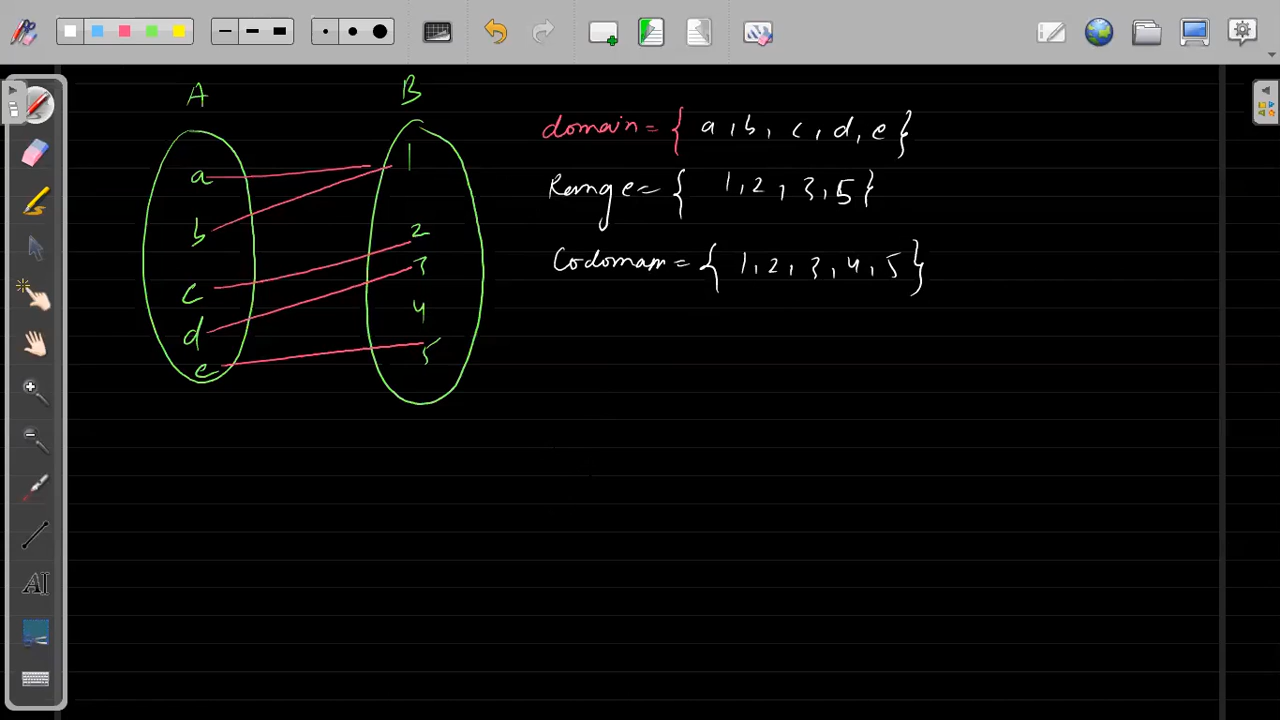 A B
a
b
c
d
e
1
2
3
4
5
domain = { a, b, c, d, e }
Range = { 1, 2, 3, 5 }
Codomain = { 1, 2, 3, 4, 5 }